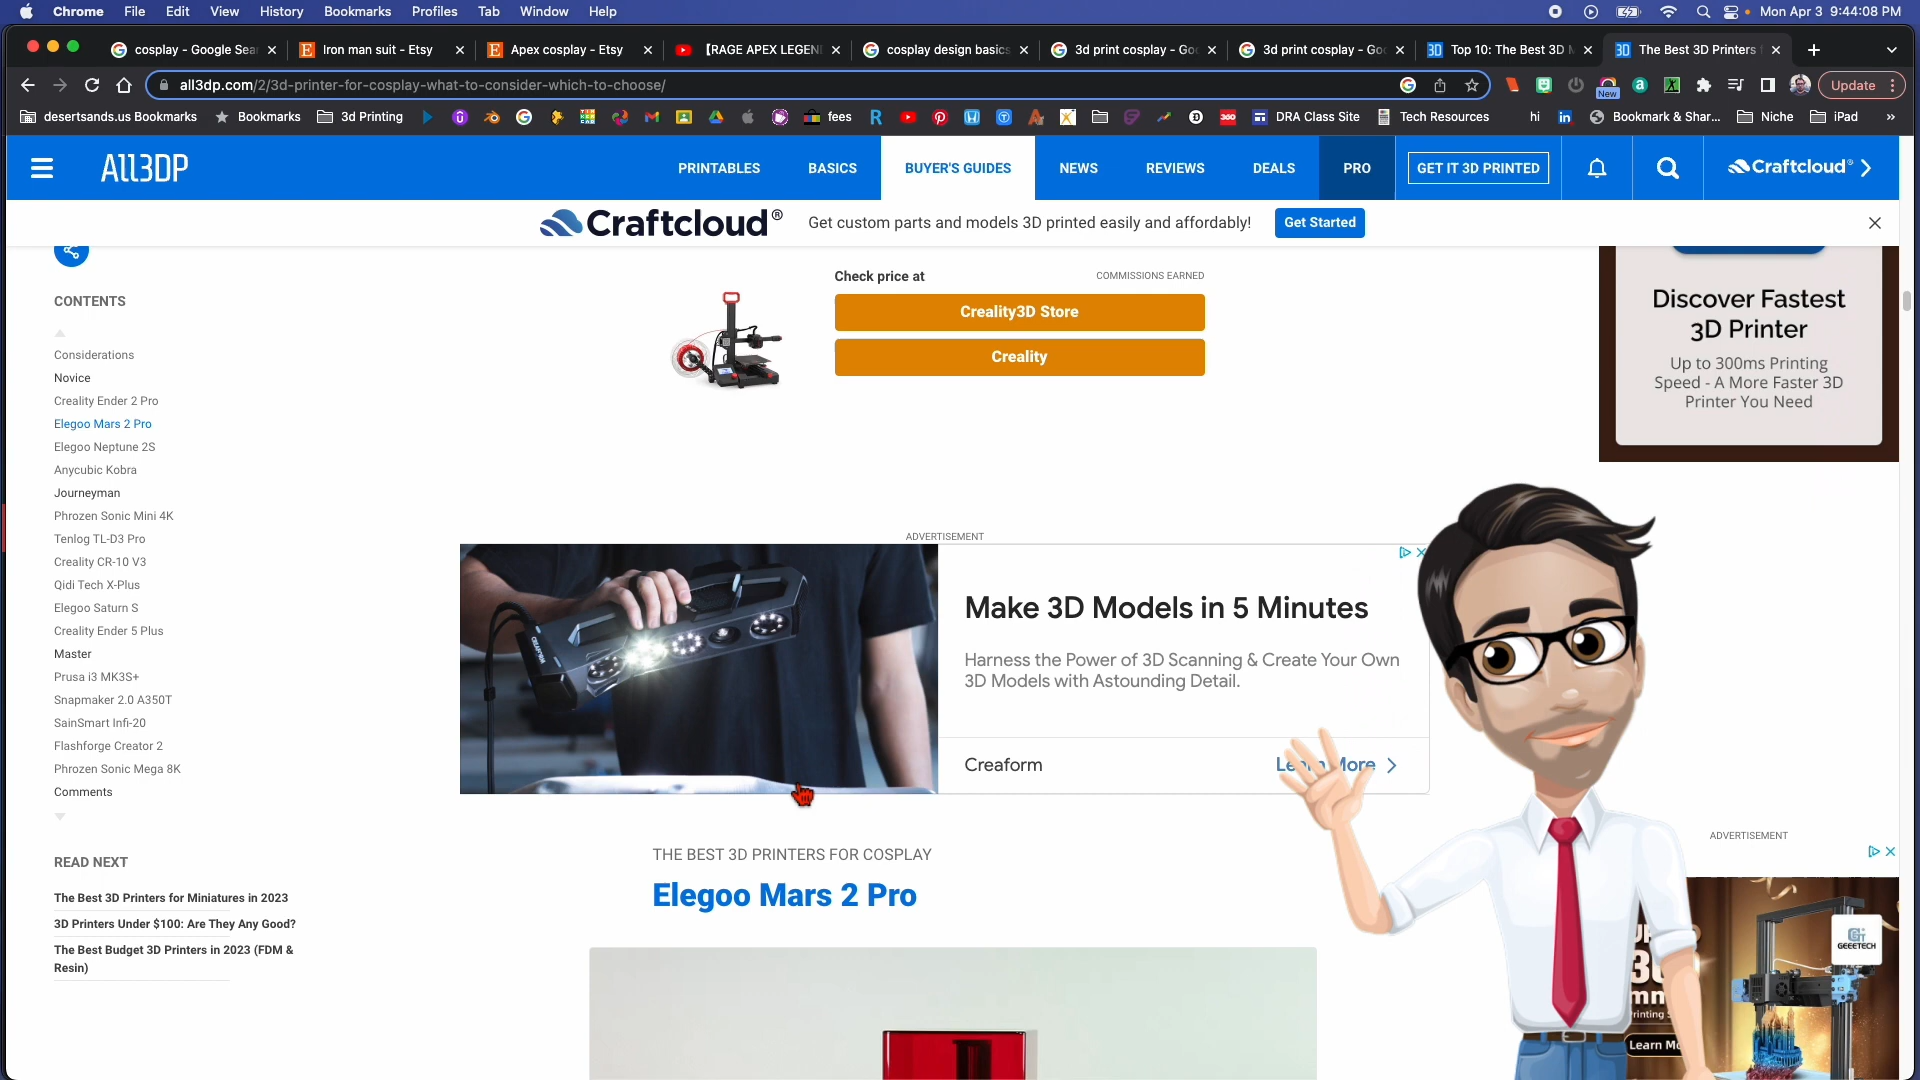 Chrome File Edit View History Bookmarks Profiles Tab Window Help Mon Apr 3 9:44:08 PM
cosplay - Google Sea Iron man suit - Etsy Apex cosplay - Etsy 【RAGE APEX LEGEN cosplay design basics 3d print cosplay - Go 3d print cosplay - Go Top 10: The Best 3D M The Best 3D Printers
all3dp.com/2/3d-printer-for-cosplay-what-to-consider-which-to-choose/ New Update
desertsands.us Bookmarks Bookmarks 3d Printing fees 360 DRA Class Site Tech Resources hi Bookmark & Shar... Niche iPad
ALL3DP PRINTABLES BASICS BUYER'S GUIDES NEWS REVIEWS DEALS PRO GET IT 3D PRINTED Craftcloud®
Craftcloud® Get custom parts and models 3D printed easily and affordably! Get Started
Check price at COMMISSIONS EARNED
Creality3D Store
Creality
CONTENTS
Considerations
Novice
Creality Ender 2 Pro
Elegoo Mars 2 Pro
Elegoo Neptune 2S
Anycubic Kobra
Journeyman
Phrozen Sonic Mini 4K
Tenlog TL-D3 Pro
Creality CR-10 V3
Qidi Tech X-Plus
Elegoo Saturn S
Creality Ender 5 Plus
Master
Prusa i3 MK3S+
Snapmaker 2.0 A350T
SainSmart Infi-20
Flashforge Creator 2
Phrozen Sonic Mega 8K
Comments
READ NEXT
The Best 3D Printers for Miniatures in 2023
3D Printers Under $100: Are They Any Good?
The Best Budget 3D Printers in 2023 (FDM &
Resin)
ADVERTISEMENT
Make 3D Models in 5 Minutes
Harness the Power of 3D Scanning & Create Your Own
3D Models with Astounding Detail.
Creaform
More
THE BEST 3D PRINTERS FOR COSPLAY
Elegoo Mars 2 Pro
Discover Fastest
3D Printer
Up to 300ms Printing
Speed - A More Faster 3D
Printer You Need
ADVERTISEMENT
GEEETECH